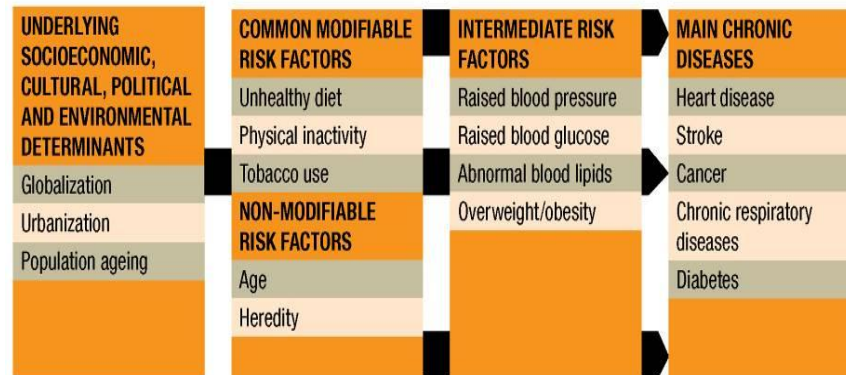 UNDERLYING
SOCIOECONOMIC,
CULTURAL, POLITICAL
AND ENVIRONMENTAL
DETERMINANTS
Globalization
Urbanization
Population ageing
COMMON MODIFIABLE
RISK FACTORS
Unhealthy diet
Physical inactivity
Tobacco use
NON-MODIFIABLE
RISK FACTORS
Age
Heredity
INTERMEDIATE RISK
FACTORS
Raised blood pressure
Raised blood glucose
Abnormal blood lipids
Overweight/obesity
MAIN CHRONIC
DISEASES
Heart disease
Stroke
Cancer
Chronic respiratory
diseases
Diabetes